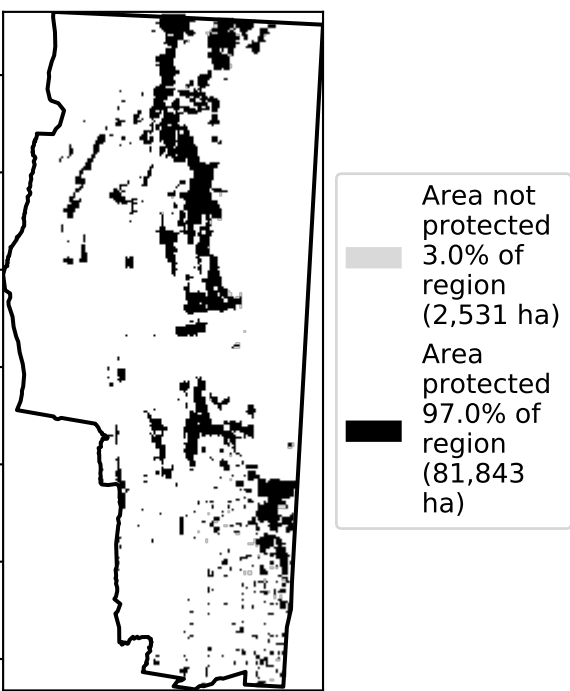 Area not
protected
3.0% of
region
(2,531 ha)
Area
protected
97.0% of
region
(81,843
ha)